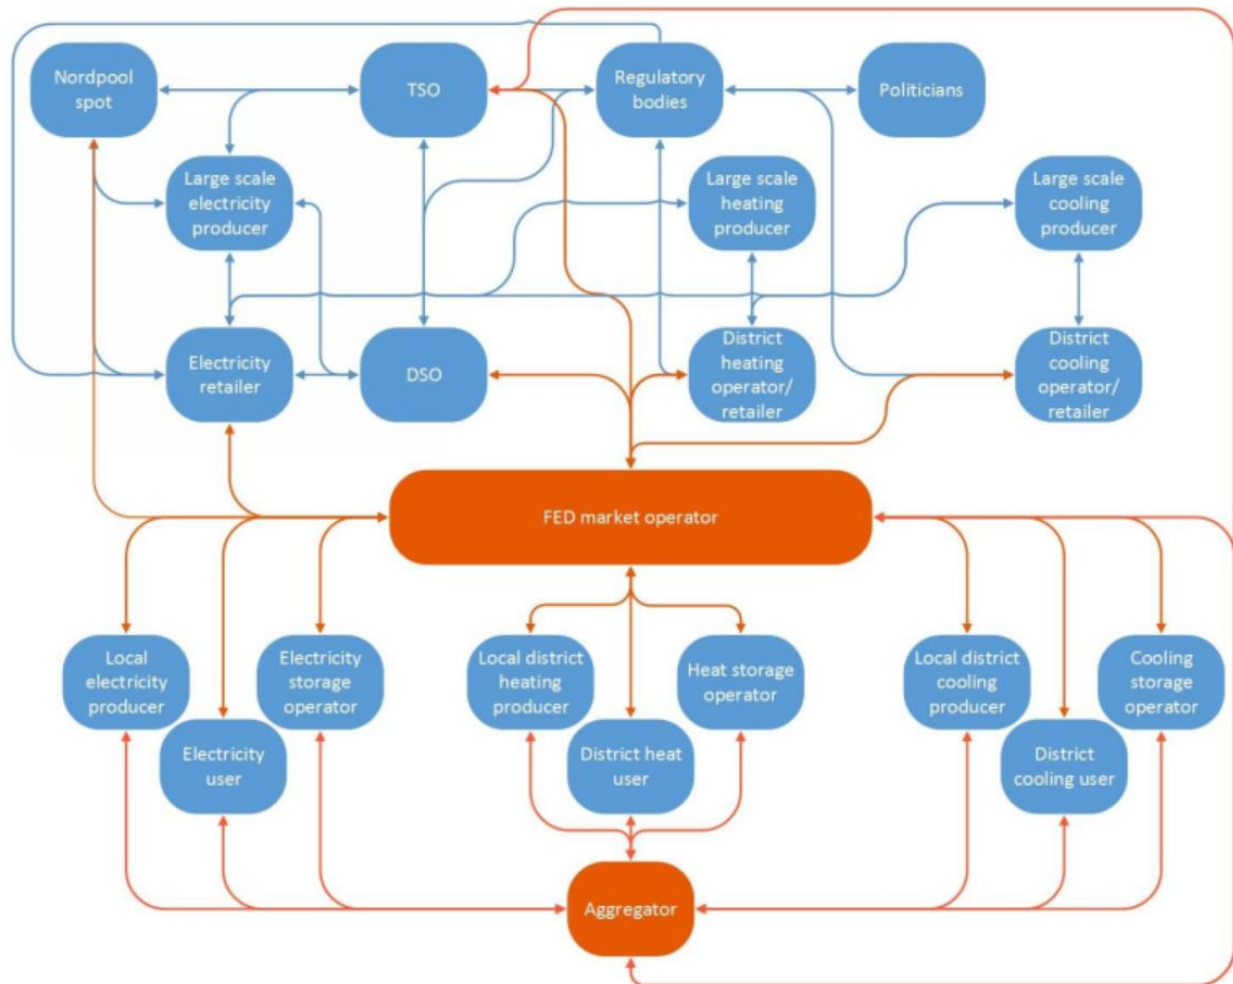 Nordpool
spot
TSO
Regulatory
bodies
Politicians
Large scale
electricity
producer
Large scale
heating
producer
Large scale
cooling
producer
Electricity
retailer
DSO
District
heating
operator/
retailer
District
cooling
operator/
retailer
FED market operator
Local
electricity
producer
Electricity
storage
operator
Local district
heating
producer
Heat storage
operator
Local district
cooling
producer
Cooling
storage
operator
Electricity
user
District heat
user
District
cooling user
Aggregator